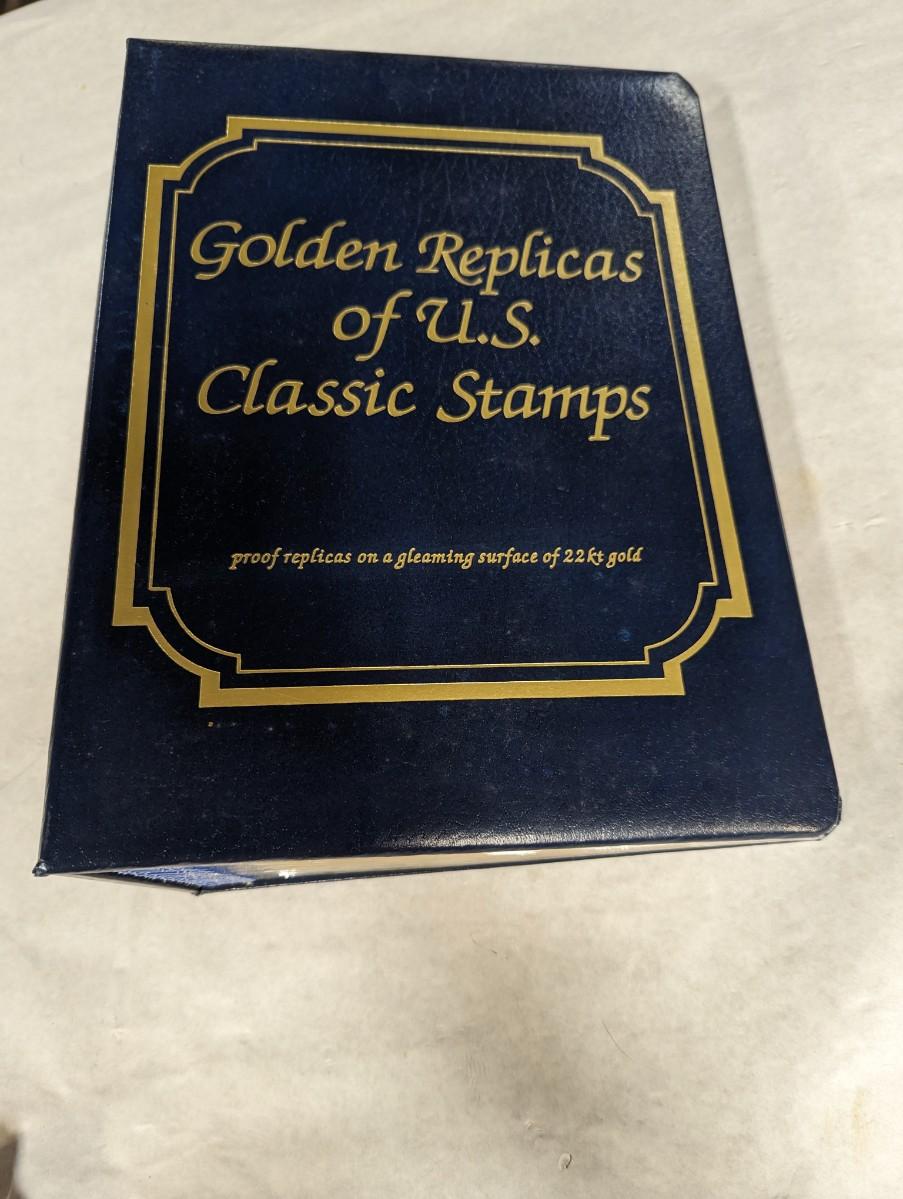 Golden Replicas
of U.S.
Classic Stamps
proof replicas on a gleaming surface of 22kt gold